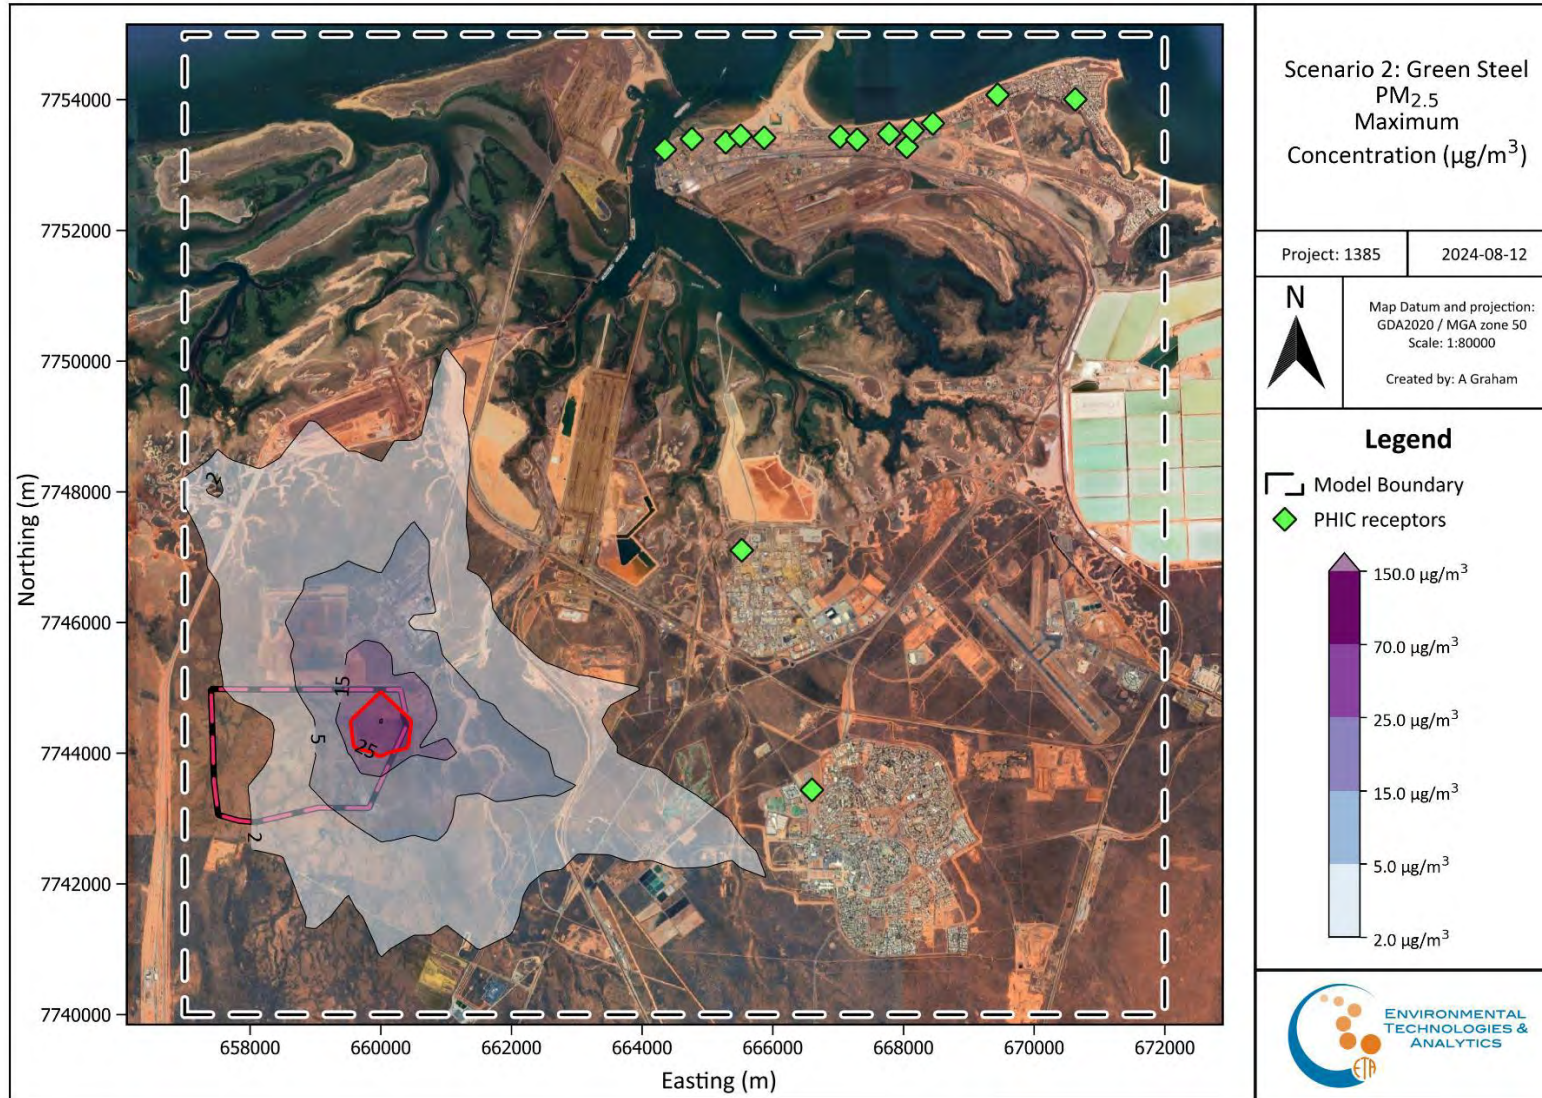 Scenario 2: Green Steel
PM2.5
Maximum
Concentration (µg/m³)
Project: 1385
2024-08-12
N
Map Datum and projection:
GDA2020 / MGA zone 50
Scale: 1:80000
Created by: A Graham
Legend
Model Boundary
PHIC receptors
150.0 µg/m³
70.0 µg/m³
25.0 µg/m³
15.0 µg/m³
5.0 µg/m³
2.0 µg/m³
ENVIRONMENTAL
TECHNOLOGIES &
ANALYTICS
ETA
Northing (m)
7754000
7752000
7750000
7748000
7746000
7744000
7742000
7740000
2
15
5
25
2
658000
660000
662000
664000
666000
668000
670000
672000
Easting (m)